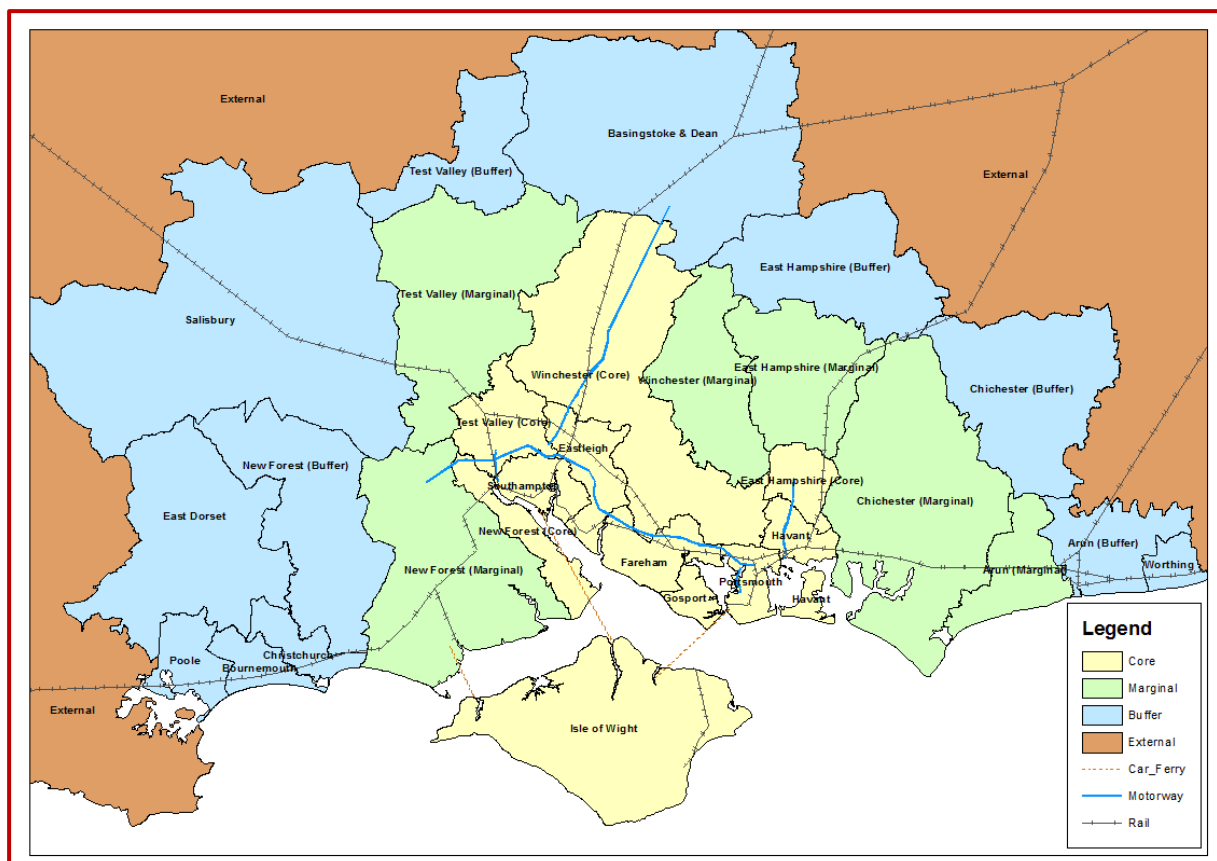 External
Basingstoke & Dean
Test Valley (Buffer)
External
East Hampshire (Buffer)
Test Valley (Marginal)
Salisbury
East Hampshire (Marginal)
Winchester (Core)
Winchester (Marginal)
Chichester (Buffer)
Test Valley (Core)
Eastleigh
New Forest (Buffer)
East Hampshire (Core)
Southampton
Chichester (Marginal)
East Dorset
New Forest (Core)
Havant
Arun (Buffer)
Fareham
Worthing
New Forest (Marginal)
Arun (Marginal)
Portsmouth
Gosport
Havant
Christchurch
Poole
Bournemouth
External
Isle of Wight
Legend
Core
Marginal
Buffer
External
Car_Ferry
Motorway
Rail